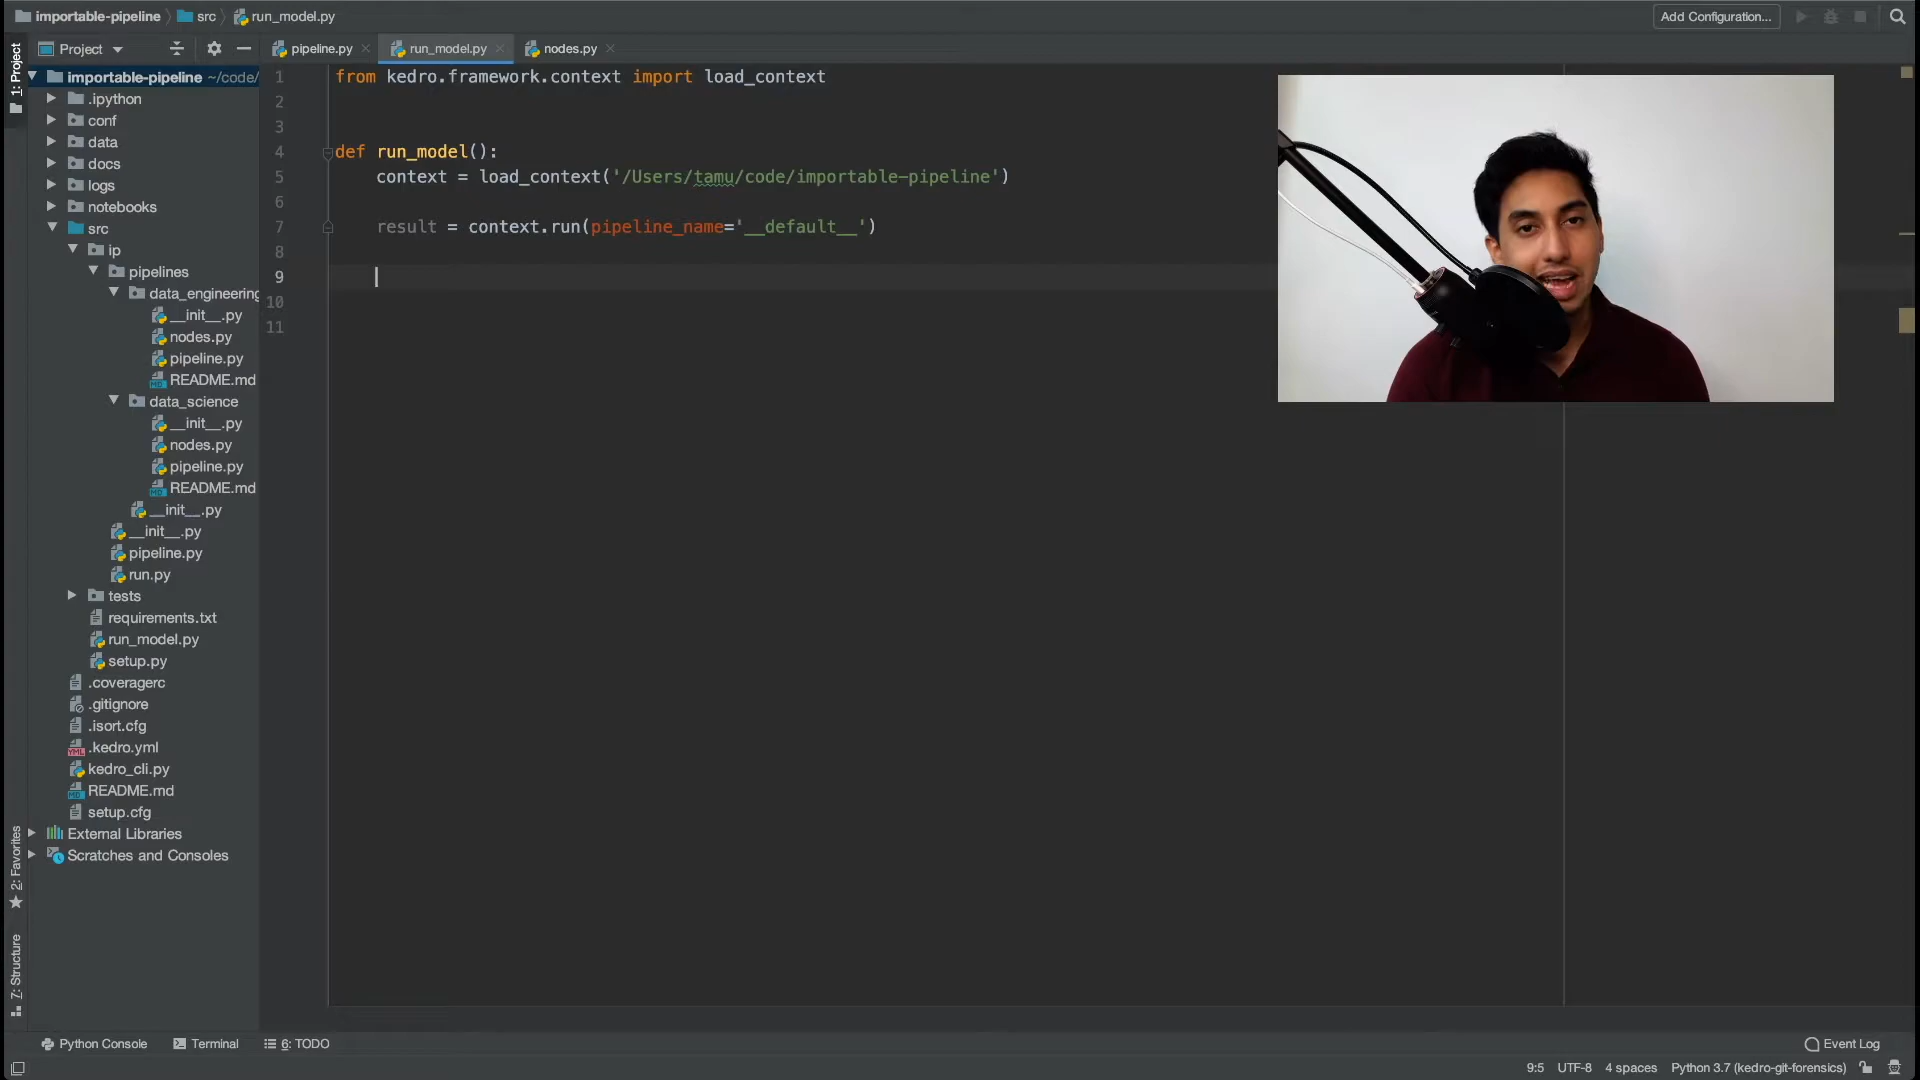 importable-pipeline src run_model.py Add Configuration...
1: Project
Project pipeline.py run_model.py nodes.py
importable-pipeline ~/code/
.ipython
conf
data
docs
logs
notebooks
src
ip
pipelines
data_engineering
__init__.py
nodes.py
pipeline.py
README.md
data_science
__init__.py
nodes.py
pipeline.py
README.md
__init__.py
__init__.py
pipeline.py
run.py
tests
requirements.txt
run_model.py
setup.py
.coveragerc
.gitignore
.isort.cfg
.kedro.yml
kedro_cli.py
README.md
setup.cfg
External Libraries
Scratches and Consoles
2: Favorites
7: Structure
1 from kedro.framework.context import load_context
2
3
4 def run_model():
5 context = load_context('/Users/tamu/code/importable-pipeline')
6
7 result = context.run(pipeline_name='__default__')
8
9
10
11
Python Console Terminal 6: TODO Event Log
9:5 UTF-8 4 spaces Python 3.7 (kedro-git-forensics)